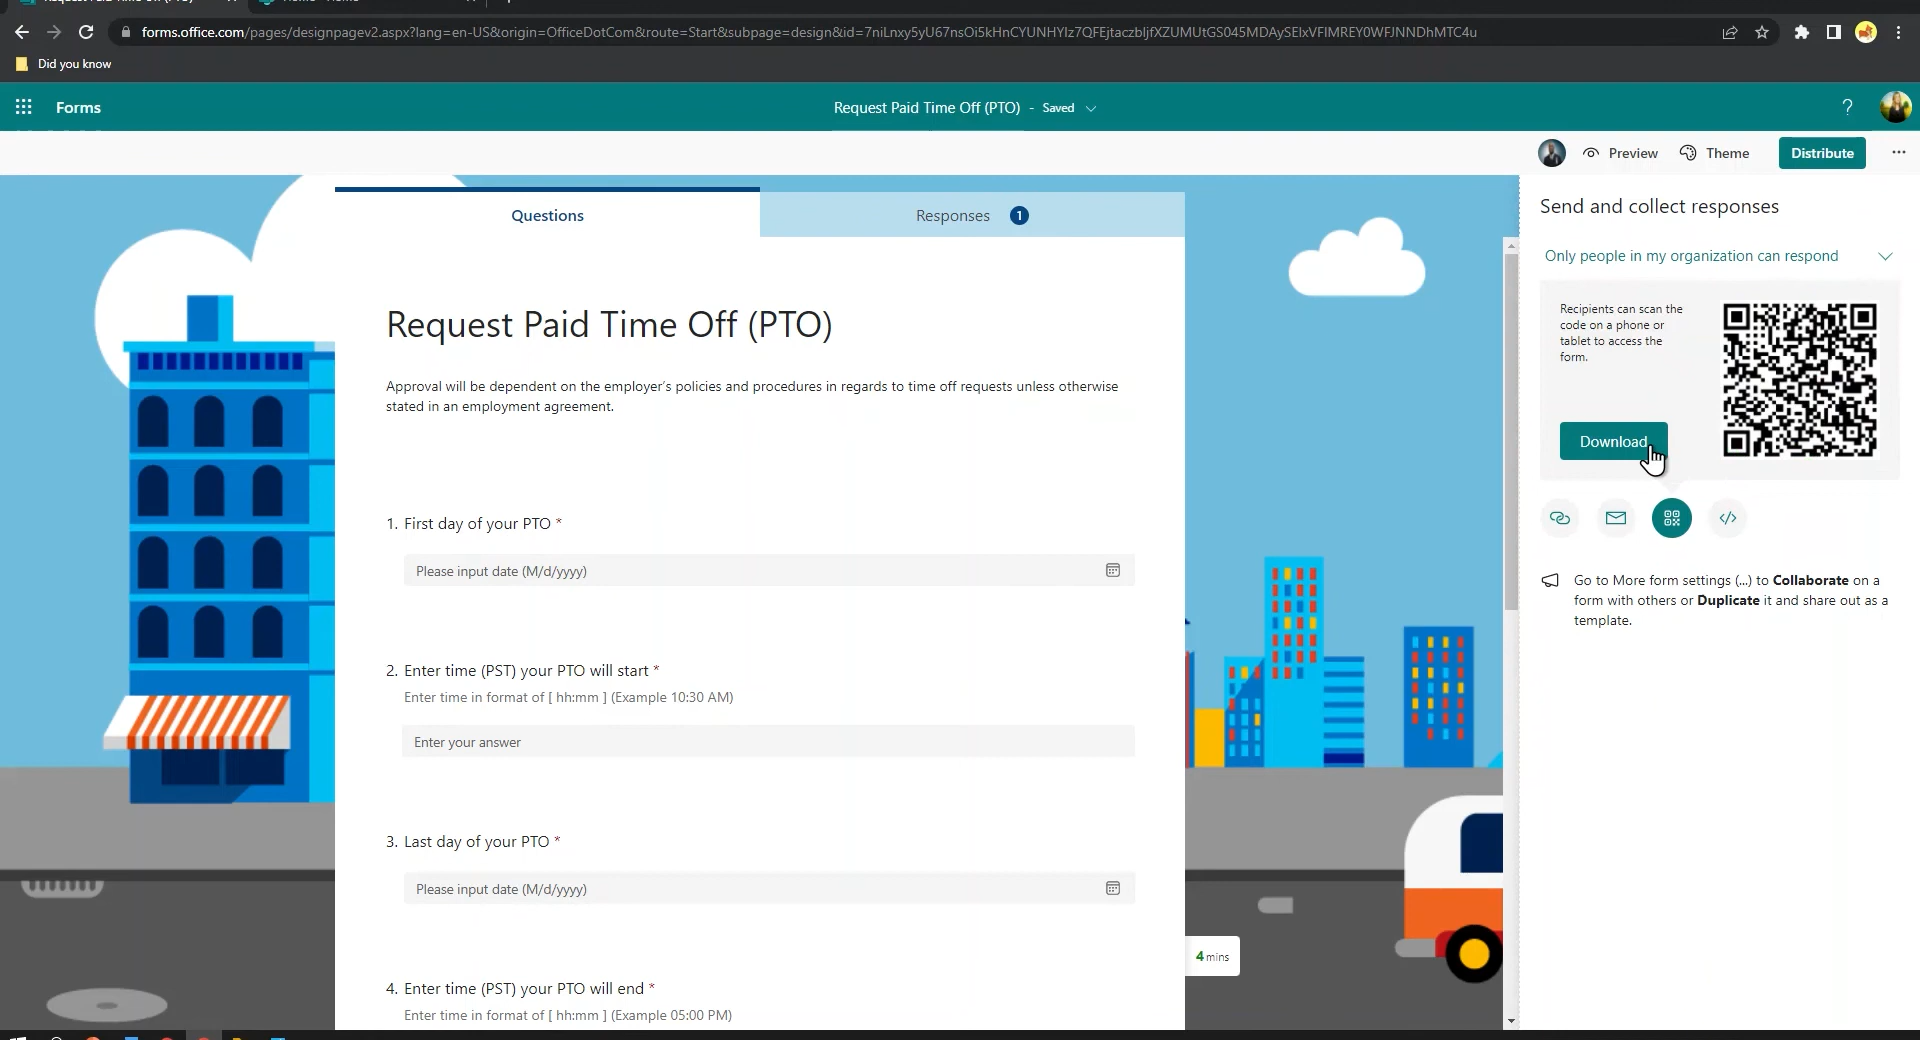 forms.office.com/pages/designpagev2.aspx?lang=en-US&origin=OfficeDotCom&route=Start&subpage=design&id=7niLnxy5yU67nsOi5kHnCYUNHYIz7QFEjtaczbljfXZUMUtGS045MDAySElxVFlMREY0WFJNNDhMTC4u
Did you know
Forms
Request Paid Time Off (PTO) - Saved
?
Preview
Theme
Distribute
Questions
Responses 1
Send and collect responses
Only people in my organization can respond
Recipients can scan the
code on a phone or
tablet to access the
form.
Download
Go to More form settings (...) to Collaborate on a
form with others or Duplicate it and share out as a
template.
Request Paid Time Off (PTO)
Approval will be dependent on the employer's policies and procedures in regards to time off requests unless otherwise
stated in an employment agreement.
1. First day of your PTO *
Please input date (M/d/yyyy)
2. Enter time (PST) your PTO will start *
Enter time in format of [ hh:mm ] (Example 10:30 AM)
Enter your answer
3. Last day of your PTO *
Please input date (M/d/yyyy)
4 mins
4. Enter time (PST) your PTO will end *
Enter time in format of [ hh:mm ] (Example 05:00 PM)